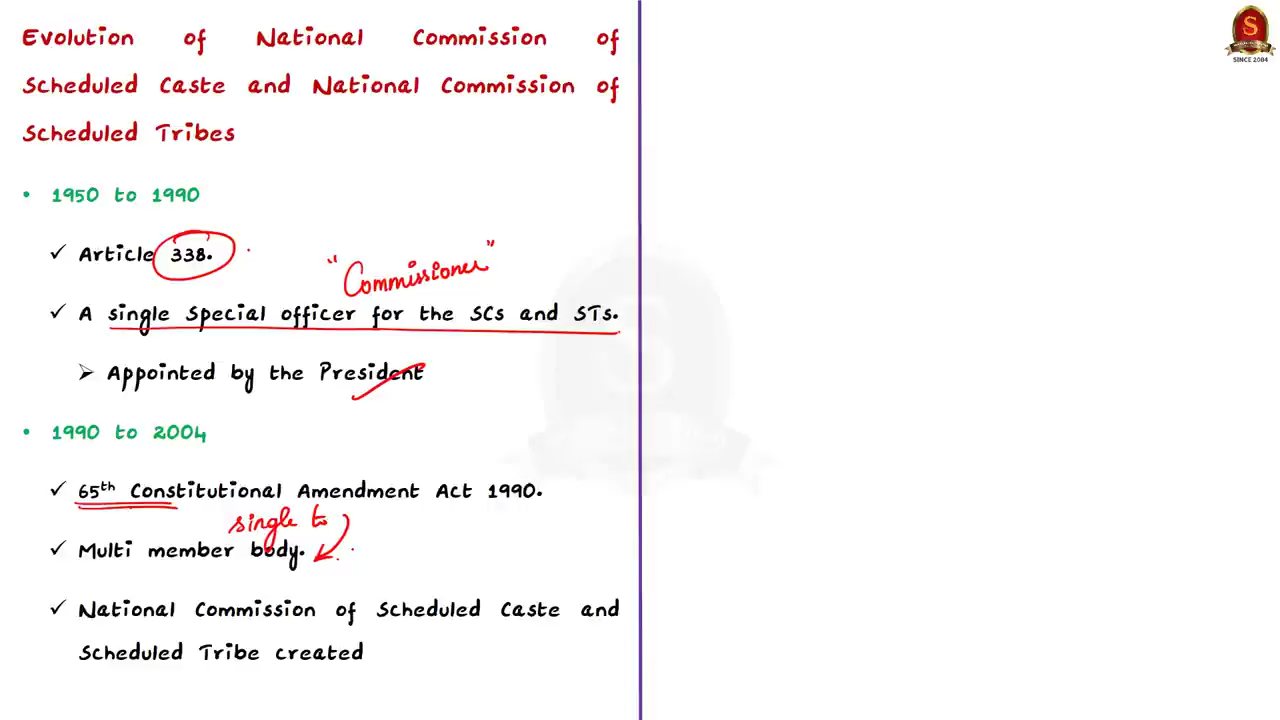 Evolution of National Commission of
Scheduled Caste and National Commission of
Scheduled Tribes
• 1950 to 1990
✓ Article 338.
"Commissioner"
✓ A single Special officer for the SCs and STs.
➢ Appointed by the President
• 1990 to 2004
✓ 65th Constitutional Amendment Act 1990.
single to
✓ Multi member body.
✓ National Commission of Scheduled Caste and
Scheduled Tribe created
S
SINCE 2004